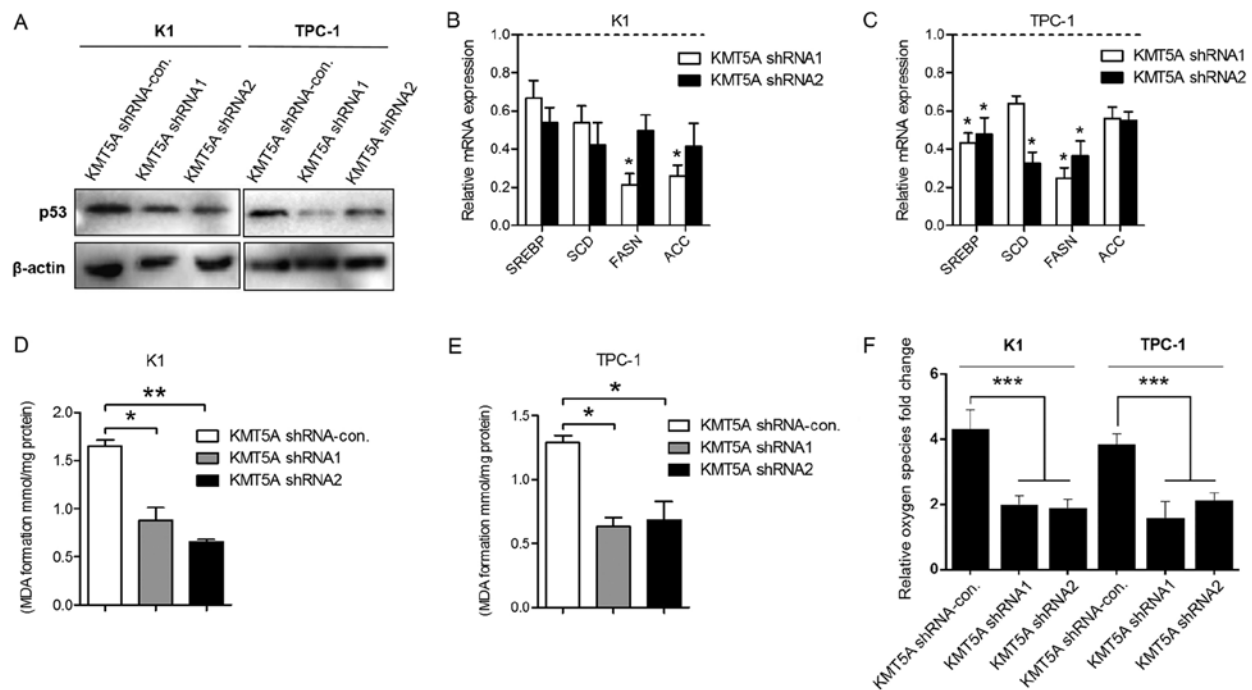 A
K1
TPC-1
KMT5A shRNA-con.
KMT5A shRNA1
KMT5A shRNA2
KMT5A shRNA-con.
KMT5A shRNA1
KMT5A shRNA2
p53
β-actin
B
K1
Relative mRNA expression
1.0
0.8
0.6
0.4
0.2
0.0
KMT5A shRNA1
KMT5A shRNA2
*
*
SREBP
SCD
FASN
ACC
C
TPC-1
Relative mRNA expression
1.0
0.8
0.6
0.4
0.2
0.0
KMT5A shRNA1
KMT5A shRNA2
*
*
*
*
*
SREBP
SCD
FASN
ACC
D
K1
(MDA formation mmol/mg protein)
2.0
1.5
1.0
0.5
0.0
**
*
KMT5A shRNA-con.
KMT5A shRNA1
KMT5A shRNA2
E
TPC-1
(MDA formation mmol/mg protein)
1.5
1.0
0.5
0.0
*
*
KMT5A shRNA-con.
KMT5A shRNA1
KMT5A shRNA2
F
K1
TPC-1
Relative oxygen species fold change
6
4
2
0
***
***
KMT5A shRNA-con.
KMT5A shRNA1
KMT5A shRNA2
KMT5A shRNA-con.
KMT5A shRNA1
KMT5A shRNA2